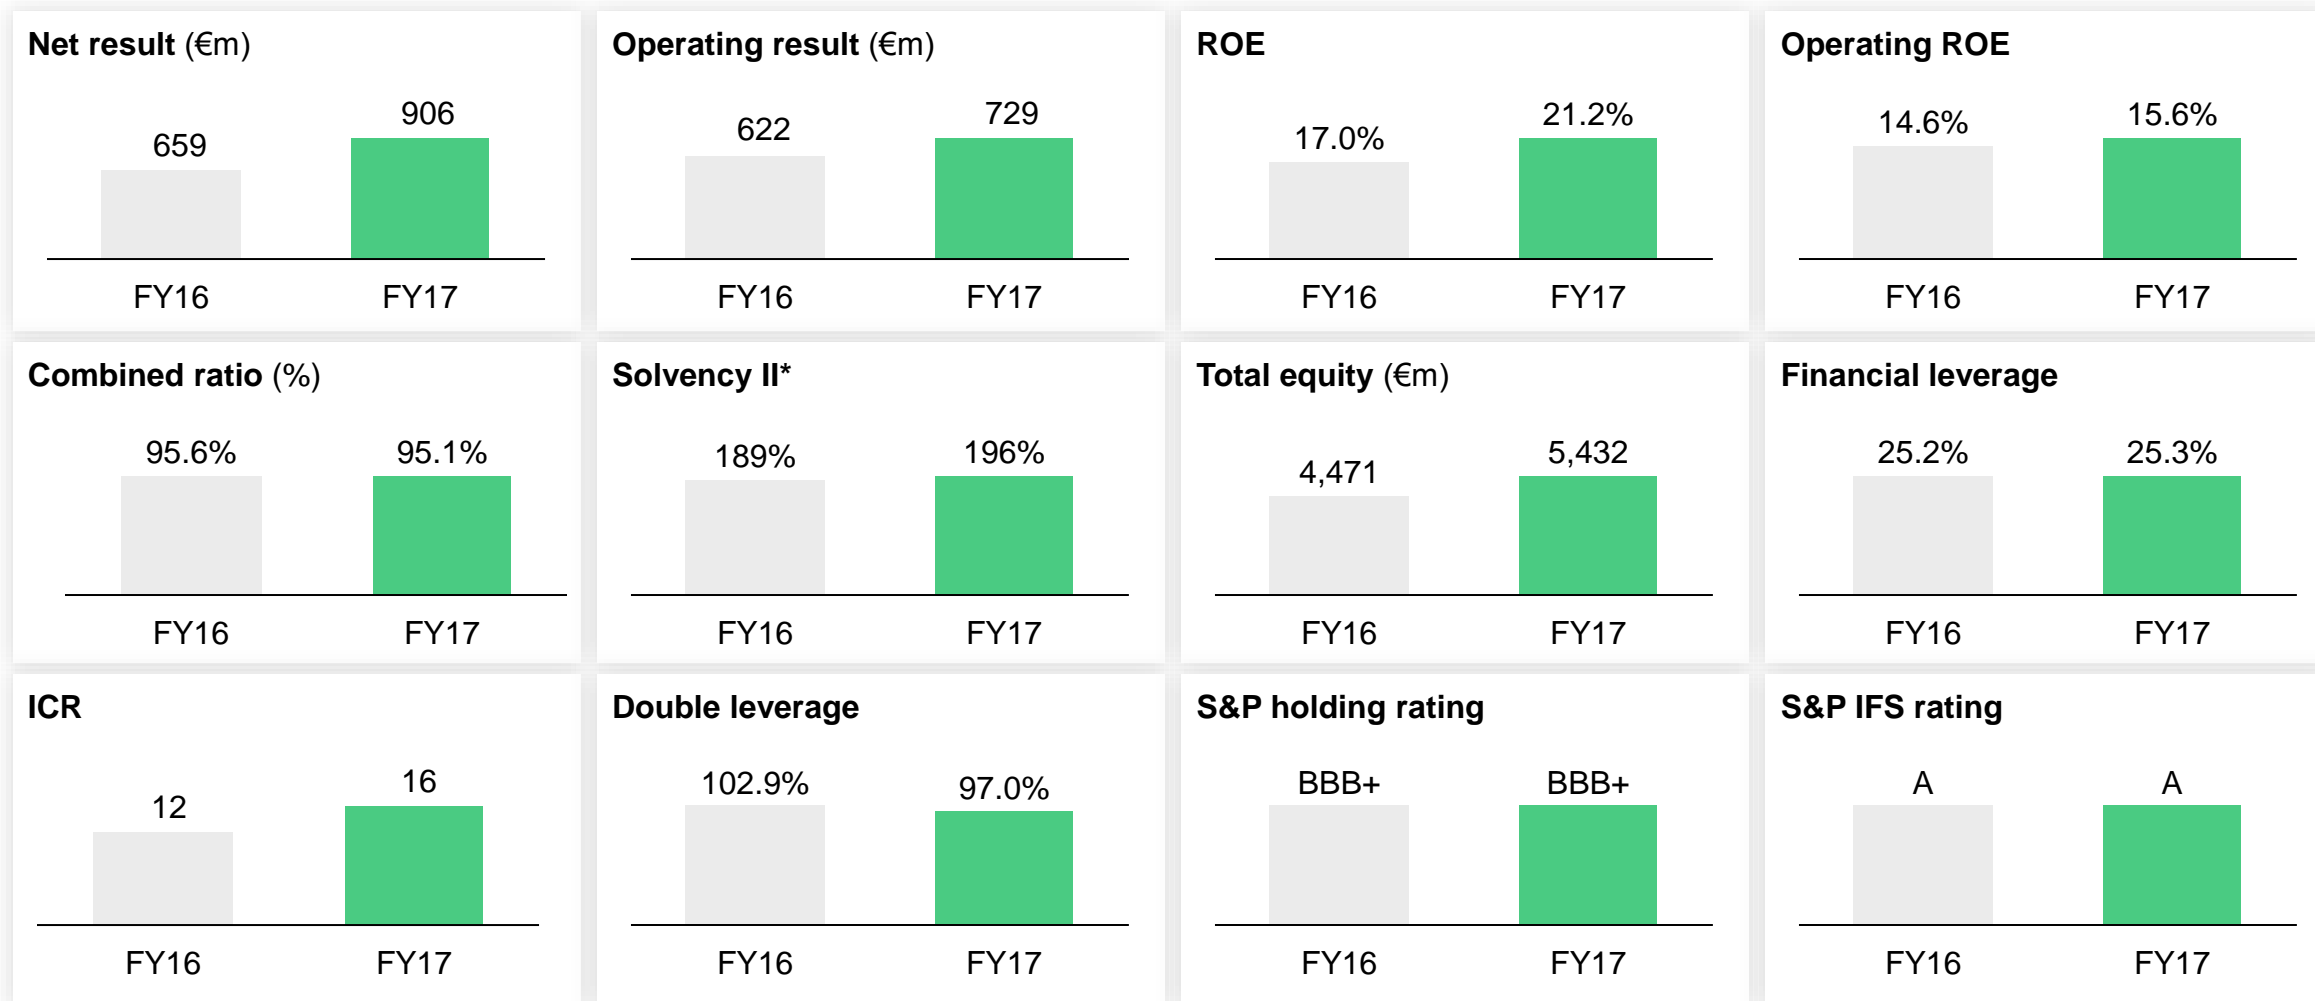 Net result (€m)
659
906
FY16
FY17
Operating result (€m)
622
729
FY16
FY17
ROE
17.0%
21.2%
FY16
FY17
Operating ROE
14.6%
15.6%
FY16
FY17
Combined ratio (%)
95.6%
95.1%
FY16
FY17
Solvency II*
189%
196%
FY16
FY17
Total equity (€m)
4,471
5,432
FY16
FY17
Financial leverage
25.2%
25.3%
FY16
FY17
ICR
12
16
FY16
FY17
Double leverage
102.9%
97.0%
FY16
FY17
S&P holding rating
BBB+
BBB+
FY16
FY17
S&P IFS rating
A
A
FY16
FY17